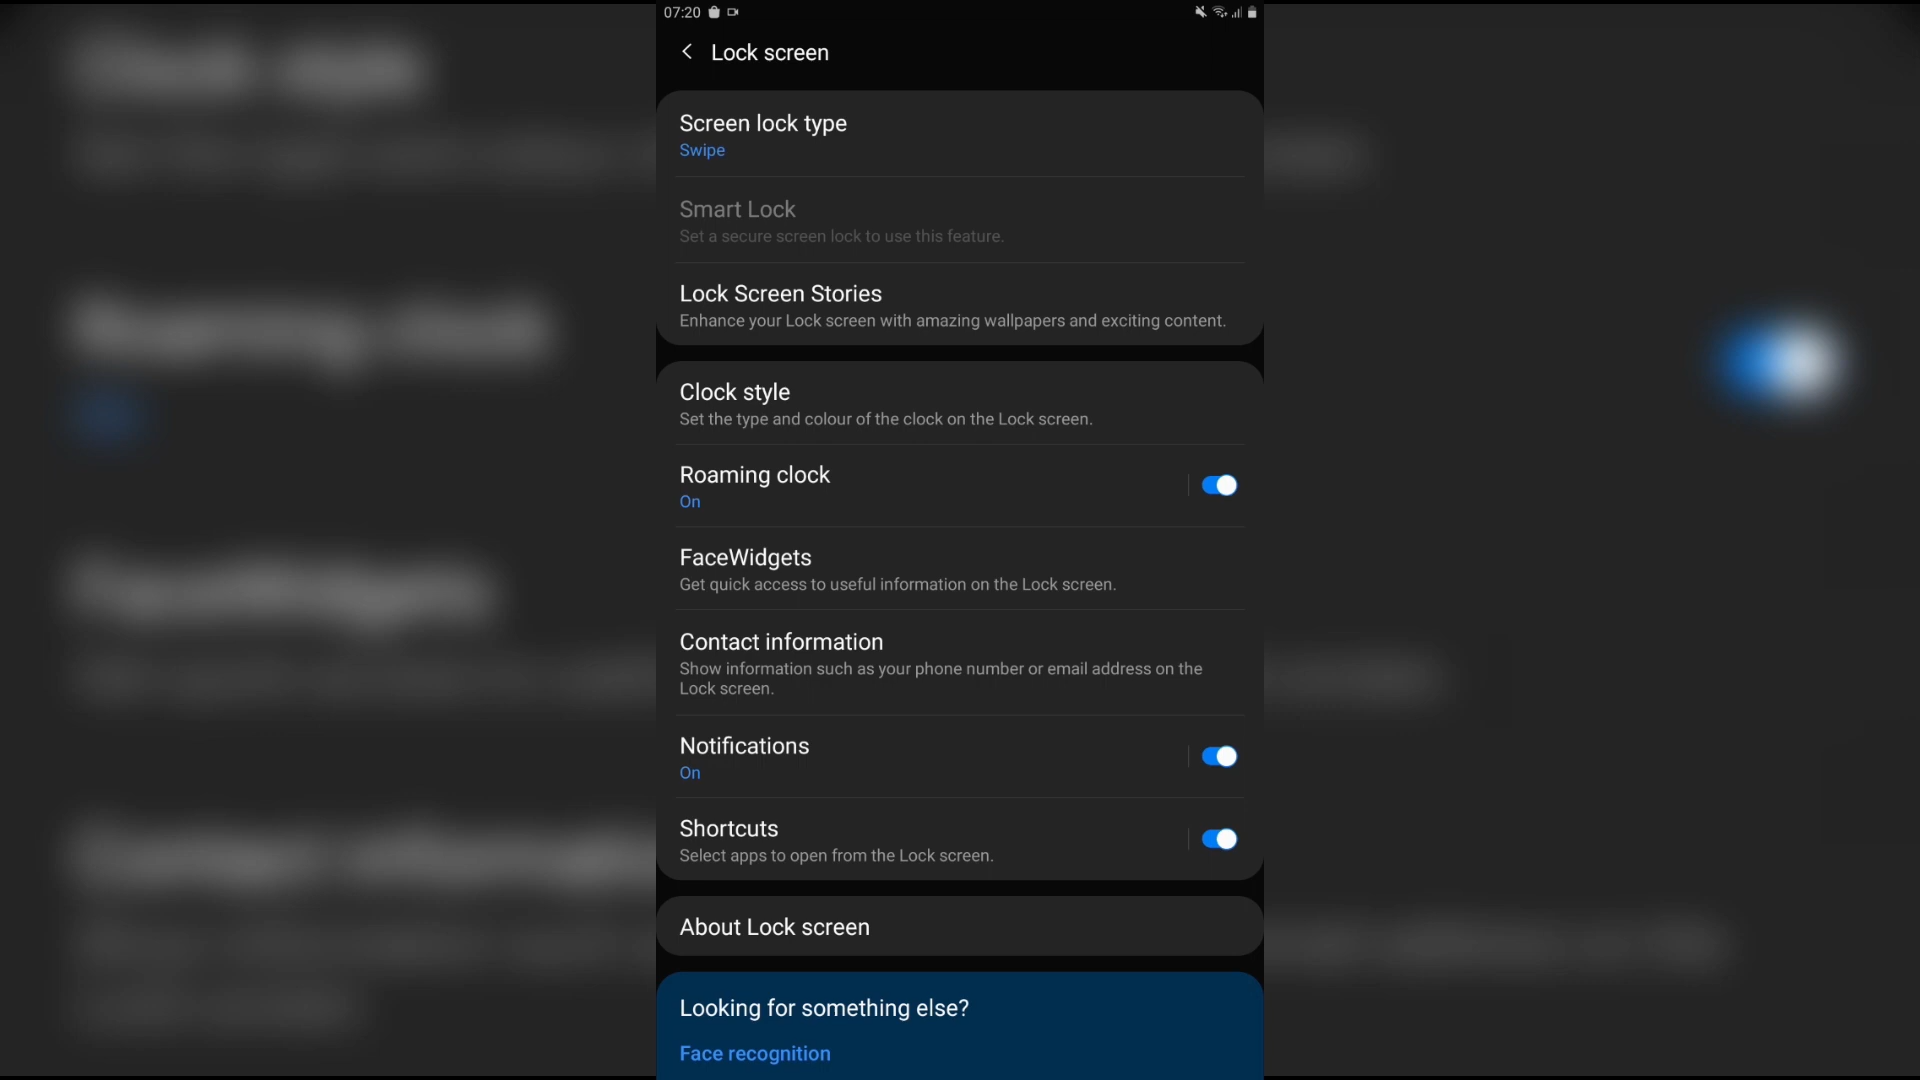 07:20
Lock screen
Screen lock type
Swipe
Smart Lock
Set a secure screen lock to use this feature.
Lock Screen Stories
Enhance your Lock screen with amazing wallpapers and exciting content.
Clock style
Set the type and colour of the clock on the Lock screen.
Roaming clock
On
FaceWidgets
Get quick access to useful information on the Lock screen.
Contact information
Show information such as your phone number or email address on the
Lock screen.
Notifications
On
Shortcuts
Select apps to open from the Lock screen.
About Lock screen
Looking for something else?
Face recognition